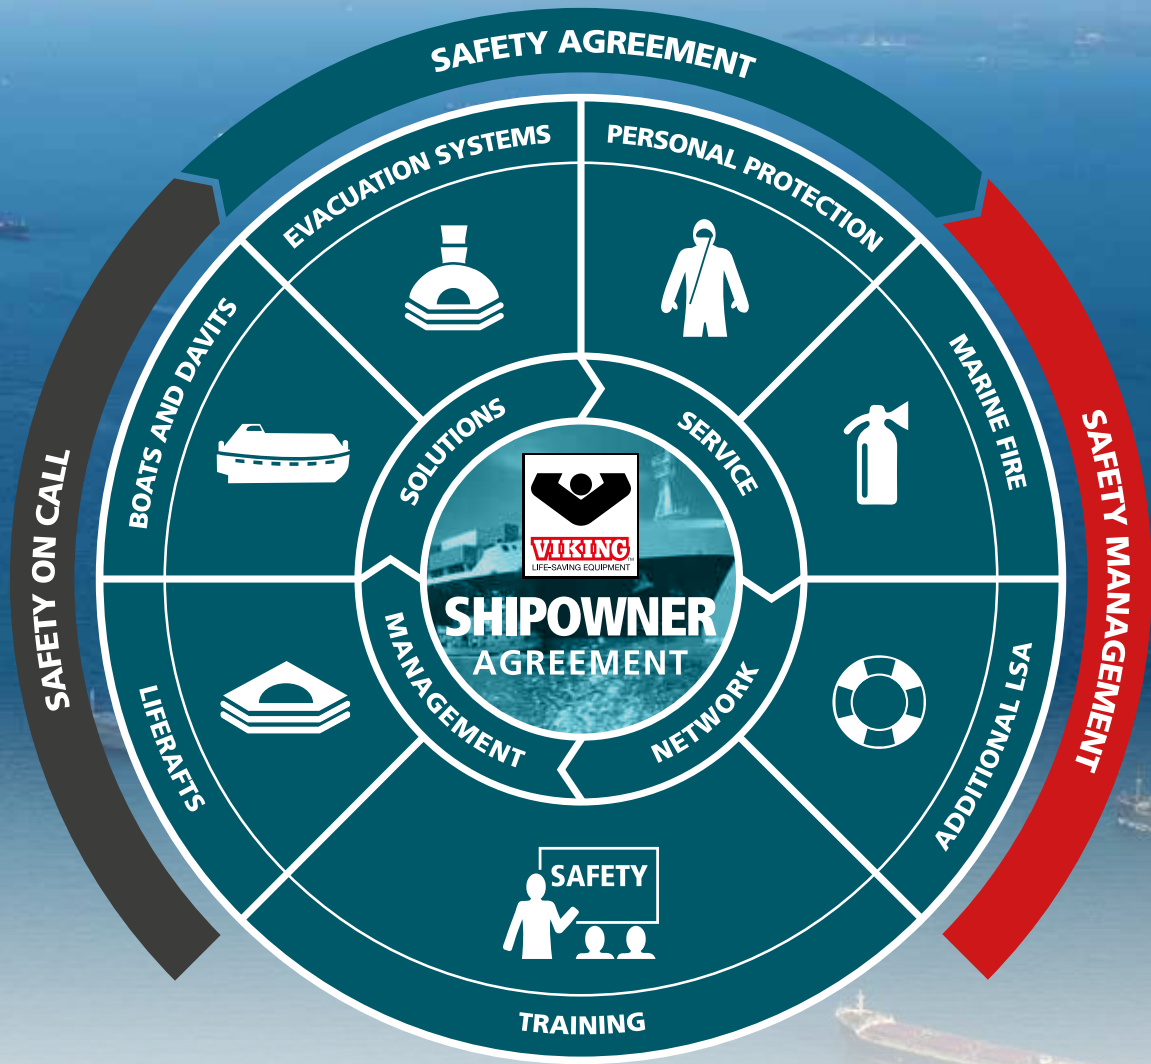 SAFETY AGREEMENT
SAFETY ON CALL
SAFETY MANAGEMENT
EVACUATION SYSTEMS
PERSONAL PROTECTION
BOATS AND DAVITS
MARINE FIRE
LIFERAFTS
ADDITIONAL LSA
TRAINING
SOLUTIONS
SERVICE
MANAGEMENT
NETWORK
VIKING™
LIFE-SAVING EQUIPMENT
SHIPOWNER
AGREEMENT
SAFETY